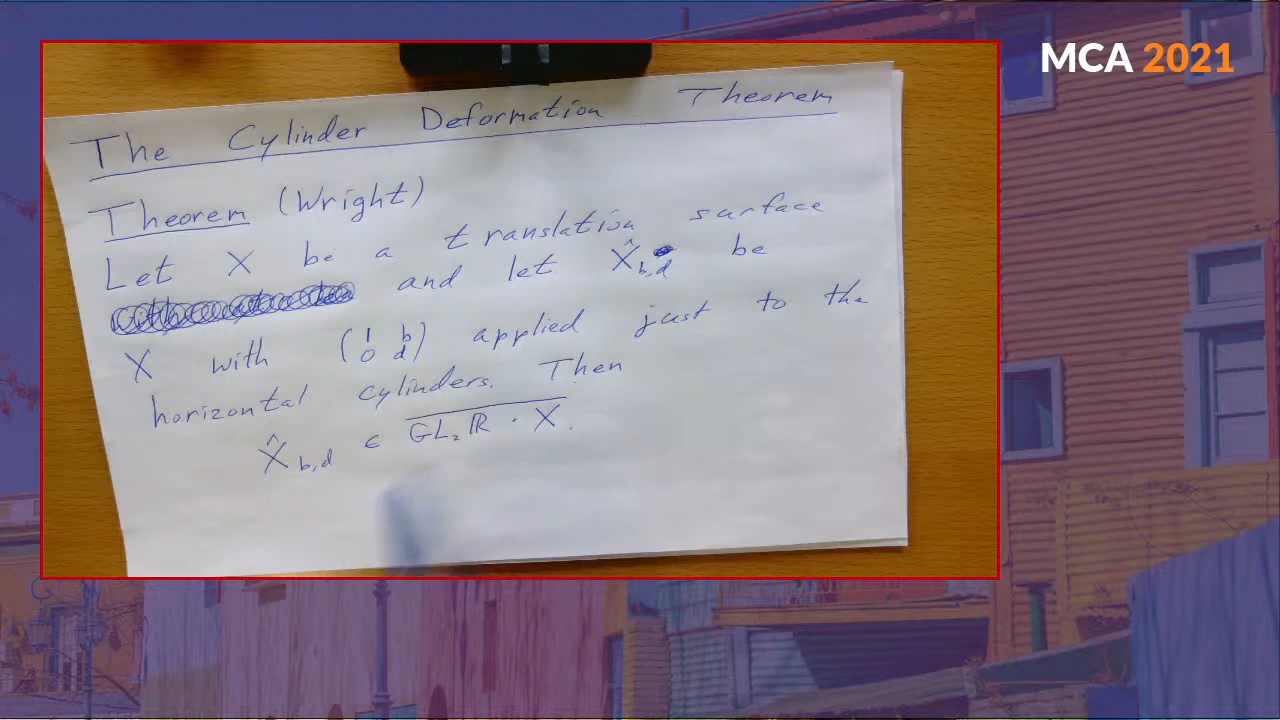 MCA 2021
The Cylinder Deformation Theorem
Theorem (Wright)
Let X be a translation surface
and let X̂_{b,d} be
X with (1 b
0 d) applied just to the
horizontal cylinders. Then
X̂_{b,d} ∈ \overline{GL₂ℝ · X}.